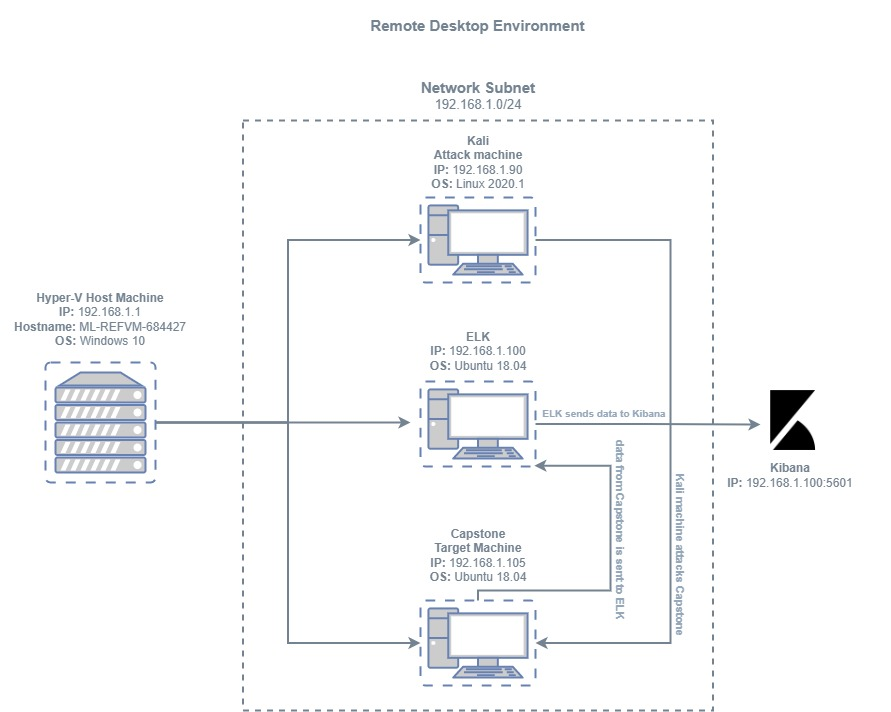 Remote Desktop Environment
Network Subnet
192.168.1.0/24
Kali
Attack machine
IP: 192.168.1.90
OS: Linux 2020.1
Hyper-V Host Machine
IP: 192.168.1.1
Hostname: ML-REFVM-684427
OS: Windows 10
ELK
IP: 192.168.1.100
OS: Ubuntu 18.04
ELK sends data to Kibana
Kibana
IP: 192.168.1.100:5601
data from Capstone is sent to ELK
Kali machine attacks Capstone
Capstone
Target Machine
IP: 192.168.1.105
OS: Ubuntu 18.04